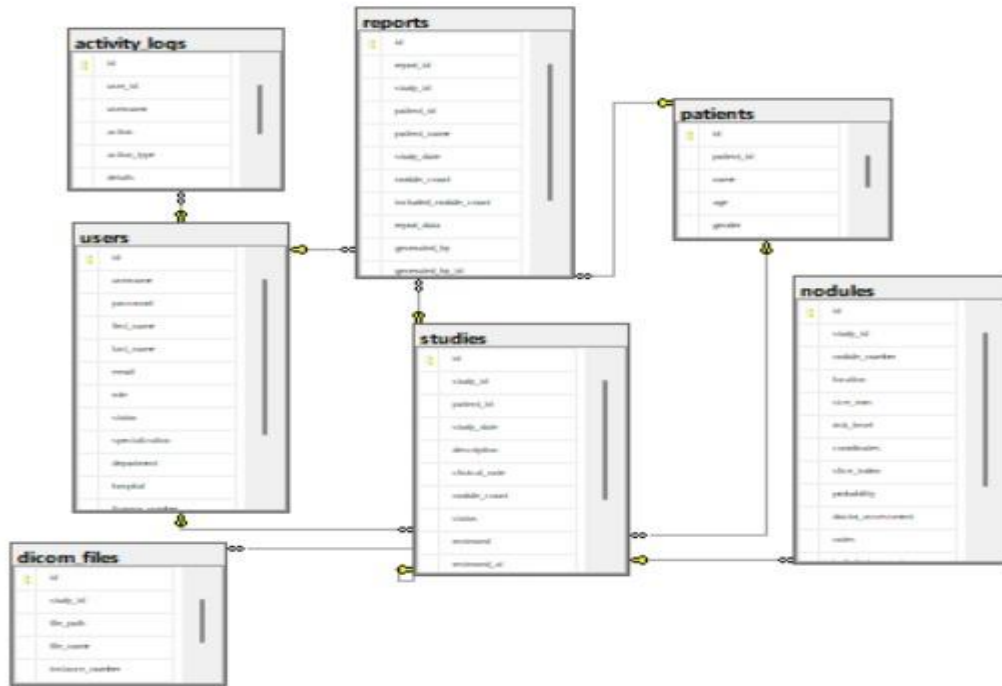 reports
id
report_id
study_id
patient_id
patient_name
study_date
nodule_count
included_nodule_count
report_data
generated_by
generated_by_id
activity_logs
id
user_id
username
action
action_type
details
patients
id
patient_id
name
age
gender
users
id
username
password
first_name
last_name
email
role
status
specialization
department
hospital
nodules
id
study_id
nodule_number
location
size_mm
risk_level
coordinates
slice_index
probability
doctor_assessment
notes
studies
id
study_id
patient_id
study_date
description
clinical_note
nodule_count
status
reviewed
reviewed_at
dicom_files
id
study_id
file_path
file_name
instance_number